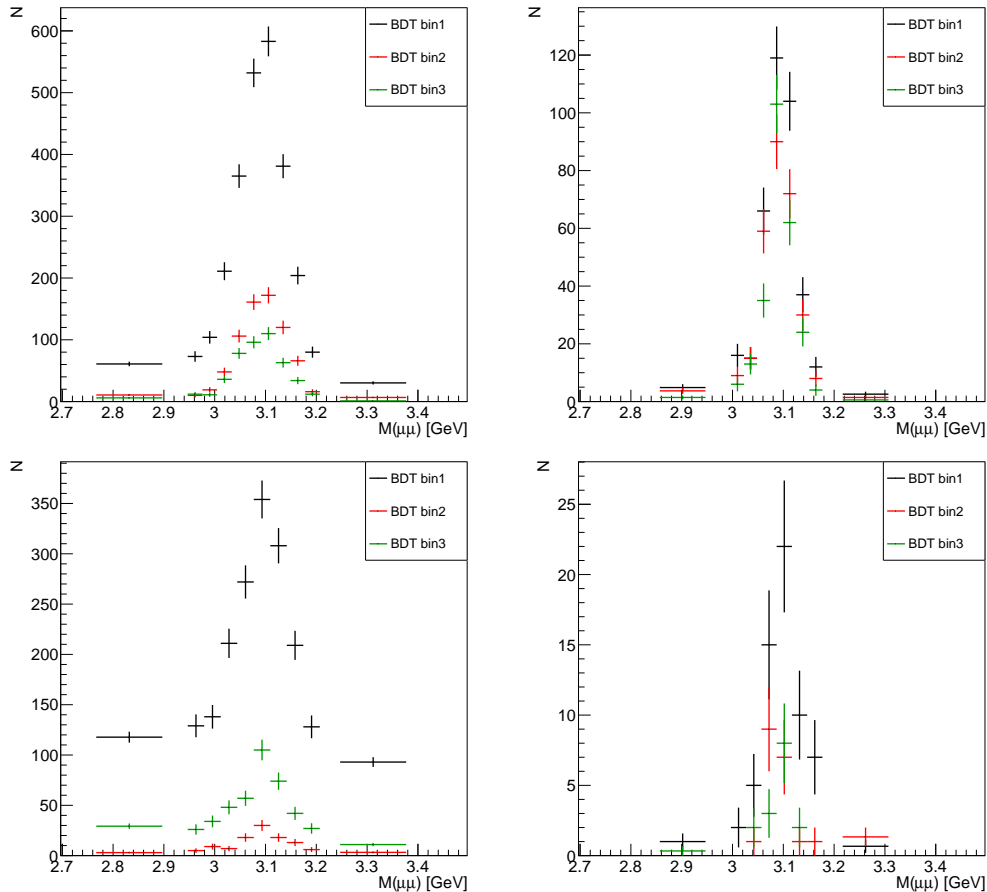 N
600
500
400
300
200
100
0
2.7 2.8 2.9 3 3.1 3.2 3.3 3.4
M(μμ) [GeV]
BDT bin1
BDT bin2
BDT bin3
N
120
100
80
60
40
20
0
2.7 2.8 2.9 3 3.1 3.2 3.3 3.4
M(μμ) [GeV]
BDT bin1
BDT bin2
BDT bin3
N
350
300
250
200
150
100
50
0
2.7 2.8 2.9 3 3.1 3.2 3.3 3.4
M(μμ) [GeV]
BDT bin1
BDT bin2
BDT bin3
N
25
20
15
10
5
0
2.7 2.8 2.9 3 3.1 3.2 3.3 3.4
M(μμ) [GeV]
BDT bin1
BDT bin2
BDT bin3